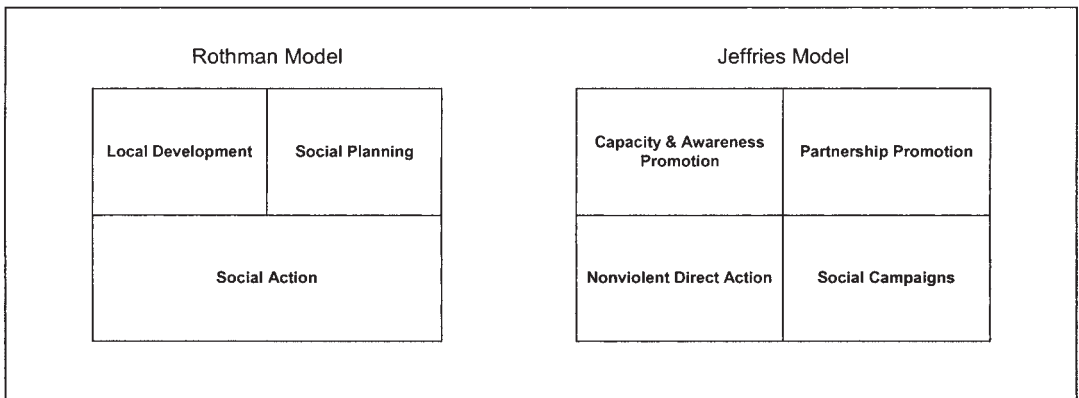 Rothman Model
Jeffries Model
Local Development
Social Planning
Social Action
Capacity & Awareness
Promotion
Partnership Promotion
Nonviolent Direct Action
Social Campaigns